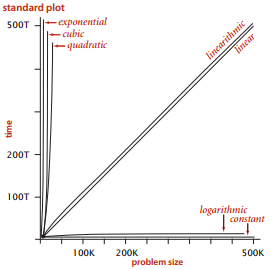 standard plot
500T
exponential
cubic
quadratic
linearithmic
linear
time
200T
100T
logarithmic
constant
100K
200K
500K
problem size